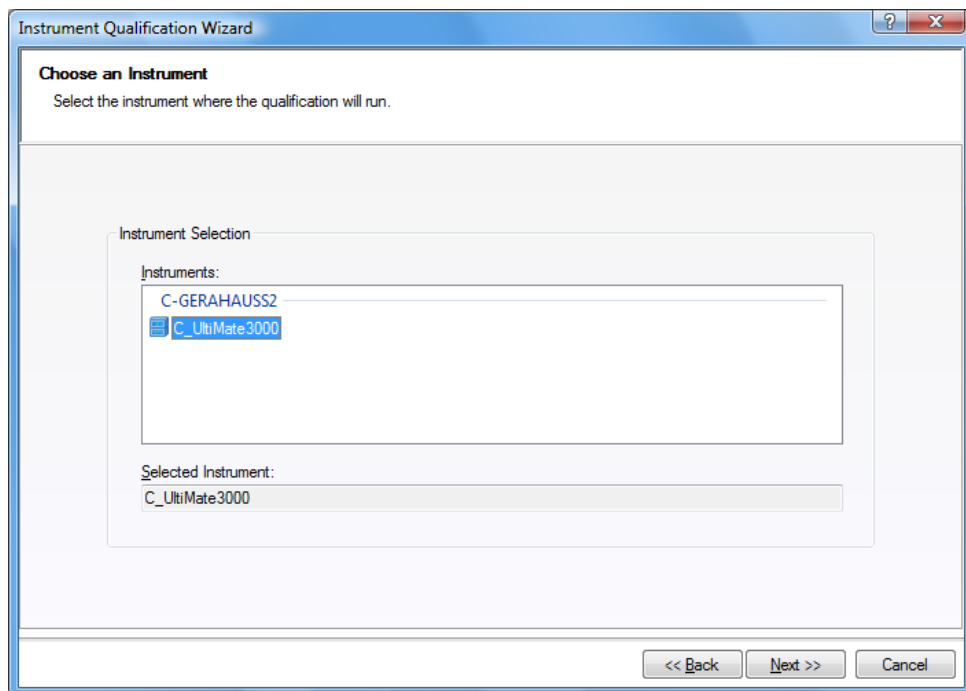 Instrument Qualification Wizard
Choose an Instrument
Select the instrument where the qualification will run.
Instrument Selection
Instruments:
C-GERAHAUSS2
C_UltiMate3000
Selected Instrument:
C_UltiMate3000
<< Back Next >> Cancel